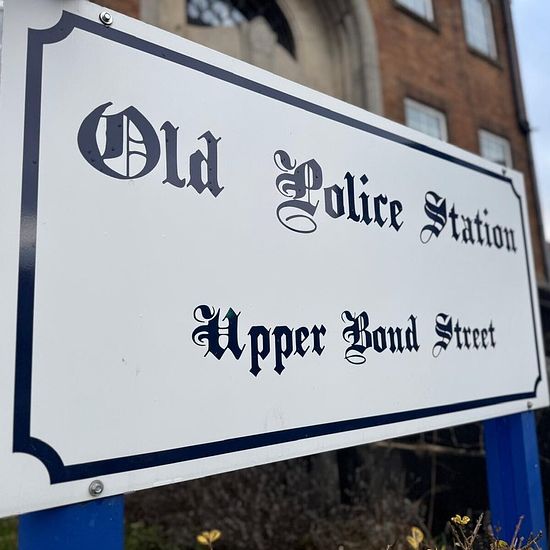 Old Police Station
Upper Bond Street